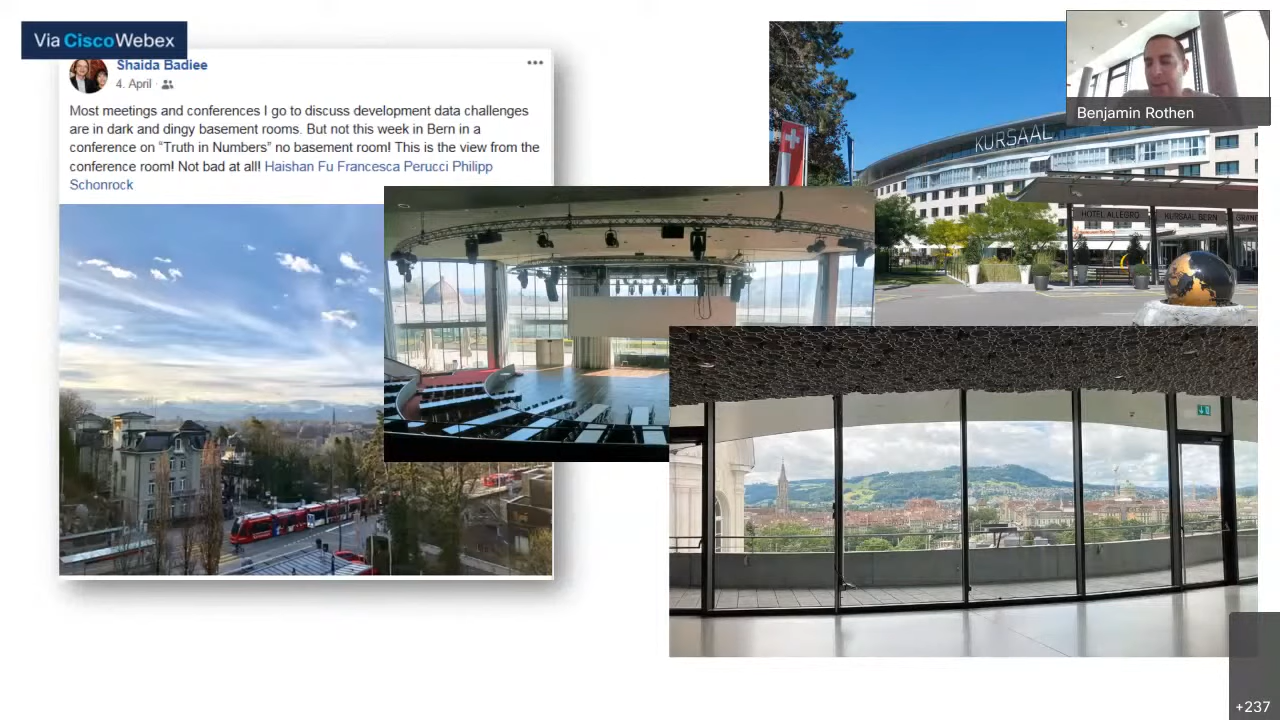 Via CiscoWebex
Shaida Badiee
4. April
Most meetings and conferences I go to discuss development data challenges
are in dark and dingy basement rooms. But not this week in Bern in a
conference on “Truth in Numbers” no basement room! This is the view from the
conference room! Not bad at all! Haishan Fu Francesca Perucci Philipp
Schonrock
KURSAAL
HOTEL ALLEGRO
KURSAAL BERN
GRAND
Benjamin Rothen
+237